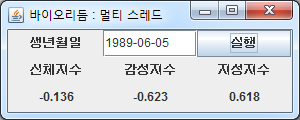 바이오리듬 : 멀티 스레드
생년월일 1989-06-05 실행
신체지수 감성지수 지성지수
-0.136 -0.623 0.618